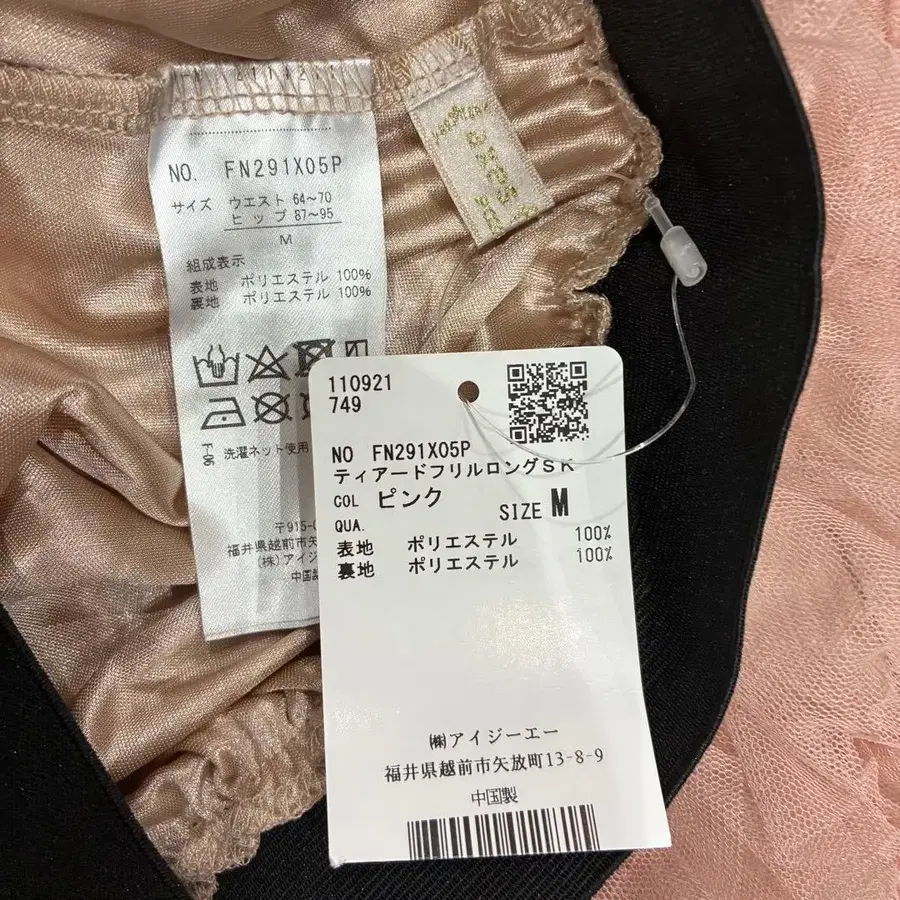 NO. FN291X05P
サイズ ウエスト 64~70
ヒップ 87~95
M
組成表示
表地 ポリエステル 100%
裏地 ポリエステル 100%
洗濯ネット使用
〒915-
福井県越前市矢
(株)アイジ
中国製
110921
749
NO FN291X05P
ティアードフリルロングSK
COL ピンク
SIZE M
QUA.
表地 ポリエステル 100%
裏地 ポリエステル 100%
㈱アイジーエー
福井県越前市矢放町13-8-9
中国製